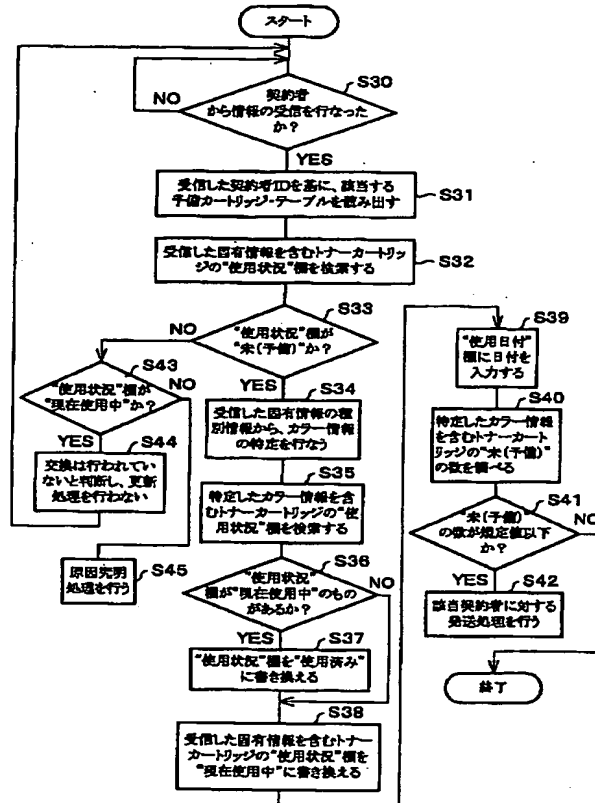 スタート
S30
契約者
から情報の受信を行なった
か？
NO
YES
受信した契約者IDを基に、該当する
予備カートリッジ・テーブルを読み出す
S31
受信した固有情報を含むトナーカートリ
ッジの“使用状況”欄を検索する
S32
S33
“使用状況”欄が
“未(予備)”か？
NO
YES
S43
“使用状況”欄が
“現在使用中”か？
NO
YES
S44
交換は行われてい
ないと判断し、更新
処理を行わない
原因究明
処理を行う
S45
S34
受信した固有情報の種
別情報から、カラー情報
の特定を行なう
S35
特定したカラー情報を含
むトナーカートリッジの“使
用状況”欄を検索する
S36
“使用状況”
欄が“現在使用中”のもの
があるか？
NO
YES
S37
“使用状況”欄を“使用済み”
に書き換える
S38
受信した固有情報を含むトナー
カートリッジの“使用状況”欄を
“現在使用中”に書き換える
S39
“使用日付”
欄に日付を
入力する
S40
特定したカラー情報
を含むトナーカート
リッジの“未(予備)”
の数を調べる
S41
“未(予備)”
の数が規定値以下
か？
NO
YES
S42
該当契約者に対する
発送処理を行う
終了